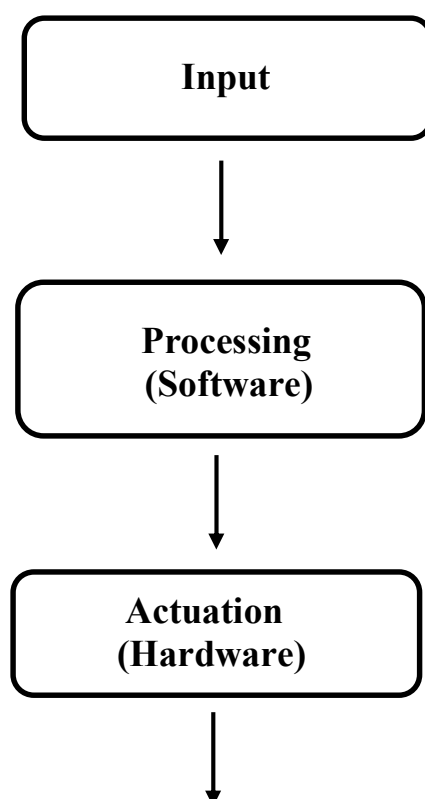 Input
Processing
(Software)
Actuation
(Hardware)